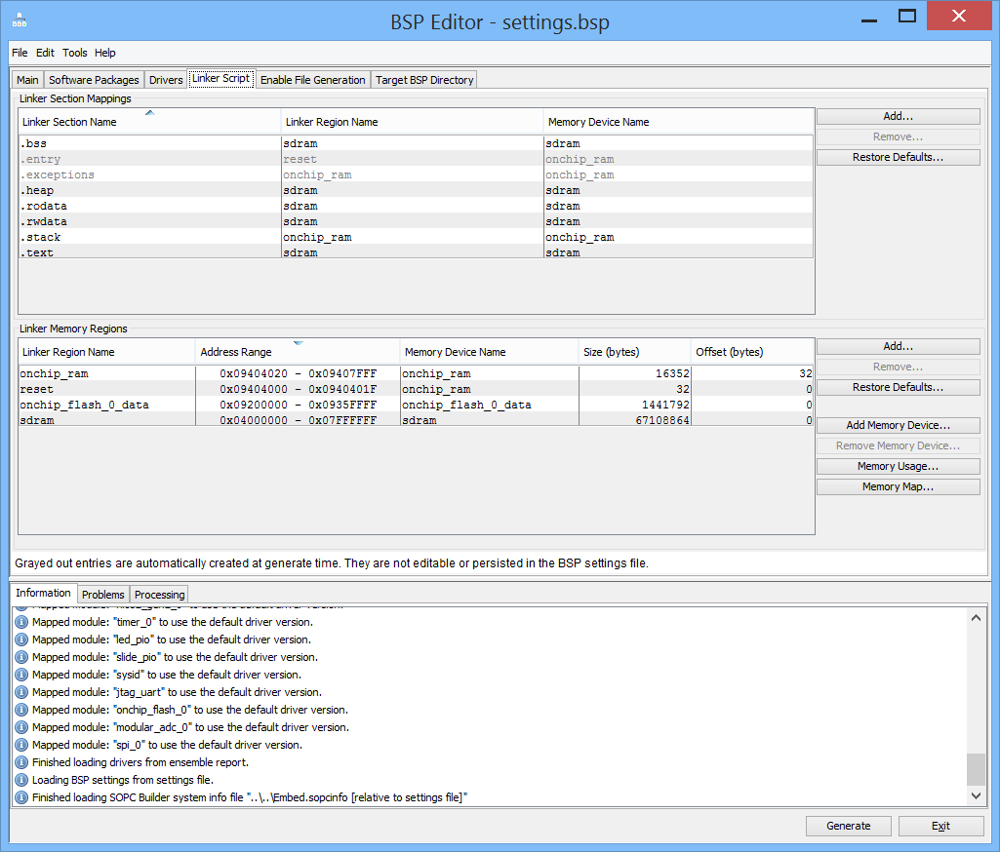 BSP Editor - settings.bsp
File Edit Tools Help
Main Software Packages Drivers Linker Script Enable File Generation Target BSP Directory
Linker Section Mappings
Linker Section Name Linker Region Name Memory Device Name
.bss sdram sdram
.entry reset onchip_ram
.exceptions onchip_ram onchip_ram
.heap sdram sdram
.rodata sdram sdram
.rwdata sdram sdram
.stack onchip_ram onchip_ram
.text sdram sdram
Add...
Remove...
Restore Defaults...
Linker Memory Regions
Linker Region Name Address Range Memory Device Name Size (bytes) Offset (bytes)
onchip_ram 0x09404020 - 0x09407FFF onchip_ram 16352 32
reset 0x09404000 - 0x0940401F onchip_ram 32 0
onchip_flash_0_data 0x09200000 - 0x0935FFFF onchip_flash_0_data 1441792 0
sdram 0x04000000 - 0x07FFFFFF sdram 67108864 0
Add...
Remove...
Restore Defaults...
Add Memory Device...
Remove Memory Device...
Memory Usage...
Memory Map...
Grayed out entries are automatically created at generate time. They are not editable or persisted in the BSP settings file.
Information Problems Processing
to use the default driver version.
Mapped module: "timer_0" to use the default driver version.
Mapped module: "led_pio" to use the default driver version.
Mapped module: "slide_pio" to use the default driver version.
Mapped module: "sysid" to use the default driver version.
Mapped module: "jtag_uart" to use the default driver version.
Mapped module: "onchip_flash_0" to use the default driver version.
Mapped module: "modular_adc_0" to use the default driver version.
Mapped module: "spi_0" to use the default driver version.
Finished loading drivers from ensemble report.
Loading BSP settings from settings file.
Finished loading SOPC Builder system info file "..\..\Embed.sopcinfo [relative to settings file]"
Generate Exit